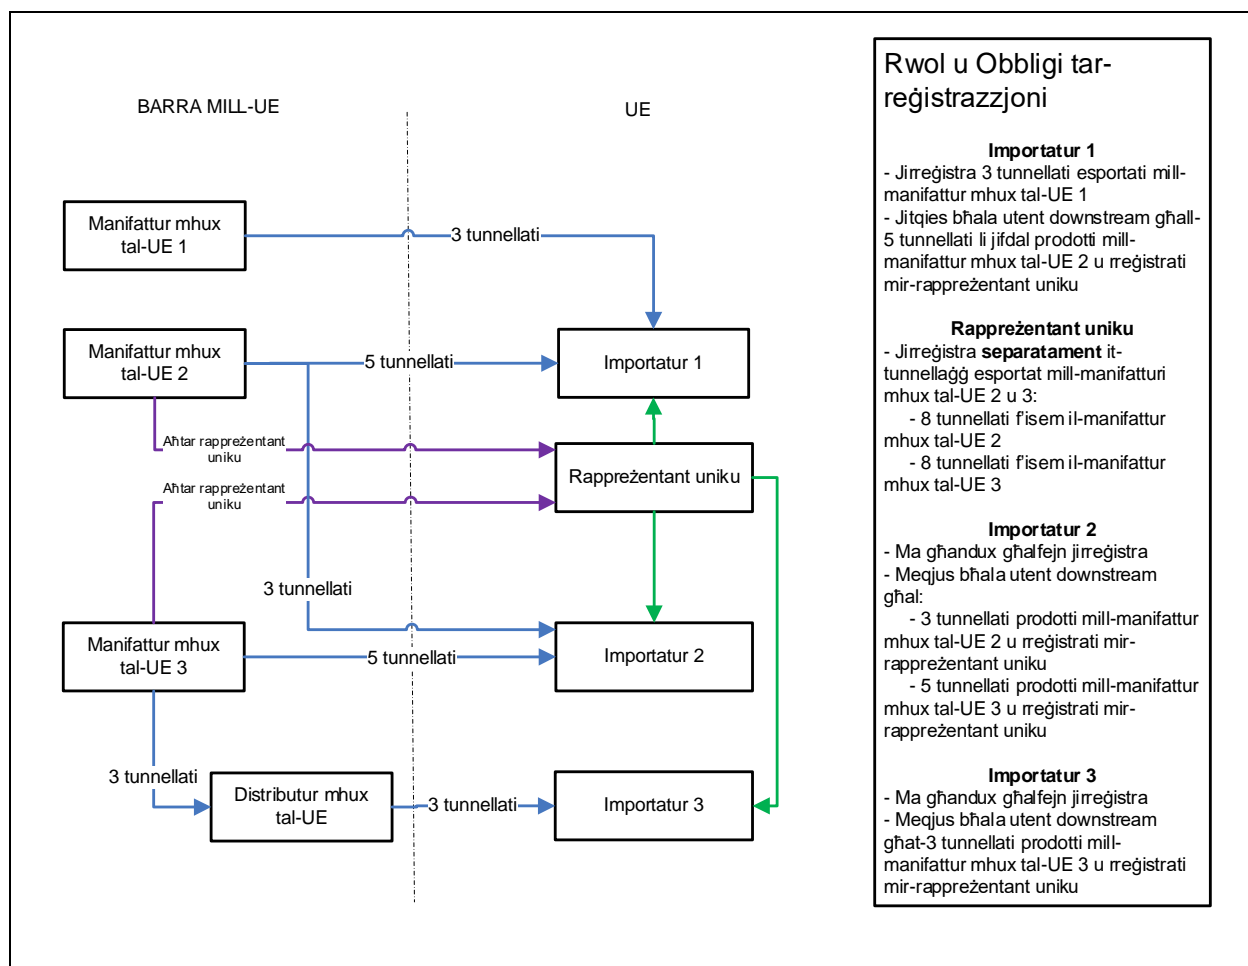 BARRA MILL-UE
UE
Manifattur mhux
tal-UE 1
3 tunnellati
Manifattur mhux
tal-UE 2
5 tunnellati
Importatur 1
Aħtar rappreżentant
uniku
Rappreżentant uniku
Aħtar rappreżentant
uniku
3 tunnellati
Manifattur mhux
tal-UE 3
5 tunnellati
Importatur 2
3 tunnellati
Distributur mhux
tal-UE
3 tunnellati
Importatur 3
Rwol u Obbligi tar-
reġistrazzjoni
Importatur 1
- Jirreġistra 3 tunnellati esportati mill-
manifattur mhux tal-UE 1
- Jitqies bħala utent downstream għall-
5 tunnellati li jifdal prodotti mill-
manifattur mhux tal-UE 2 u rreġistrati
mir-rappreżentant uniku
Rappreżentant uniku
- Jirreġistra separatament it-
tunnellaġġ esportat mill-manifatturi
mhux tal-UE 2 u 3:
- 8 tunnellati f'isem il-manifattur
mhux tal-UE 2
- 8 tunnellati f'isem il-manifattur
mhux tal-UE 3
Importatur 2
- Ma għandux għalfejn jirreġistra
- Meqjus bħala utent downstream
għal:
- 3 tunnellati prodotti mill-manifattur
mhux tal-UE 2 u rreġistrati mir-
rappreżentant uniku
- 5 tunnellati prodotti mill-manifattur
mhux tal-UE 3 u rreġistrati mir-
rappreżentant uniku
Importatur 3
- Ma għandux għalfejn jirreġistra
- Meqjus bħala utent downstream
għat-3 tunnellati prodotti mill-
manifattur mhux tal-UE 3 u rreġistrati
mir-rappreżentant uniku